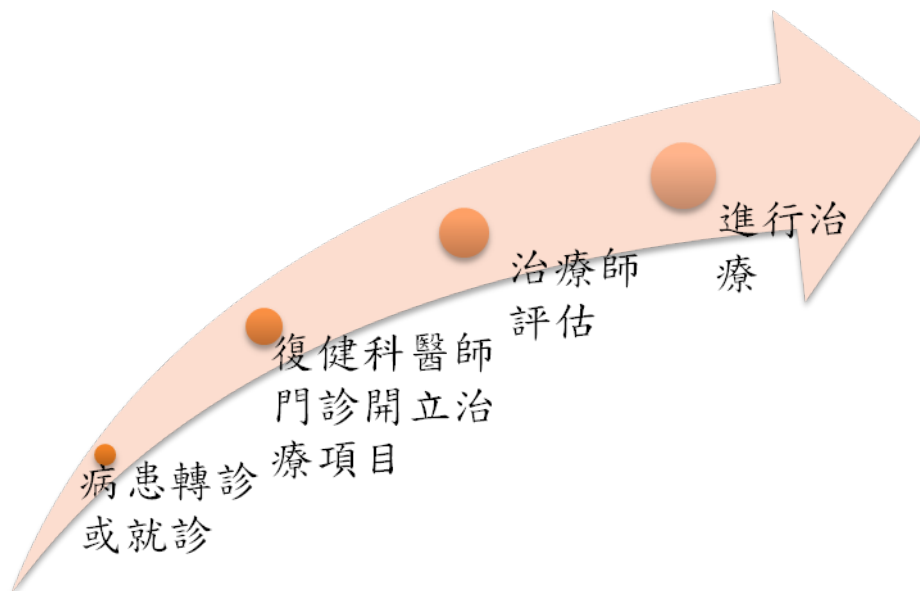 病患轉診
或就診
復健科醫師
門診開立治
療項目
治療師
評估
進行治
療